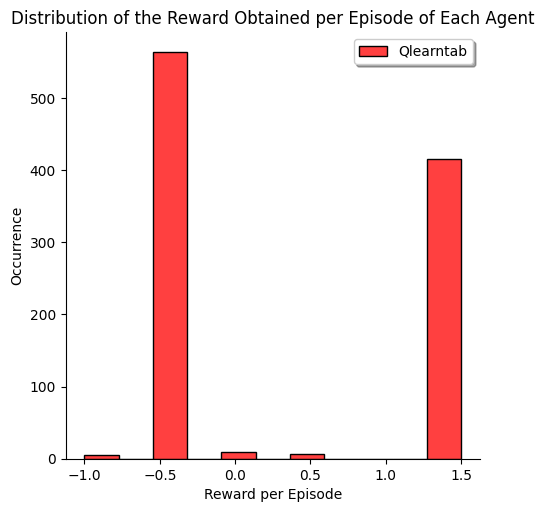 Distribution of the Reward Obtained per Episode of Each Agent
Qlearntab
Occurrence
500
400
300
200
100
0
−1.0 −0.5 0.0 0.5 1.0 1.5
Reward per Episode